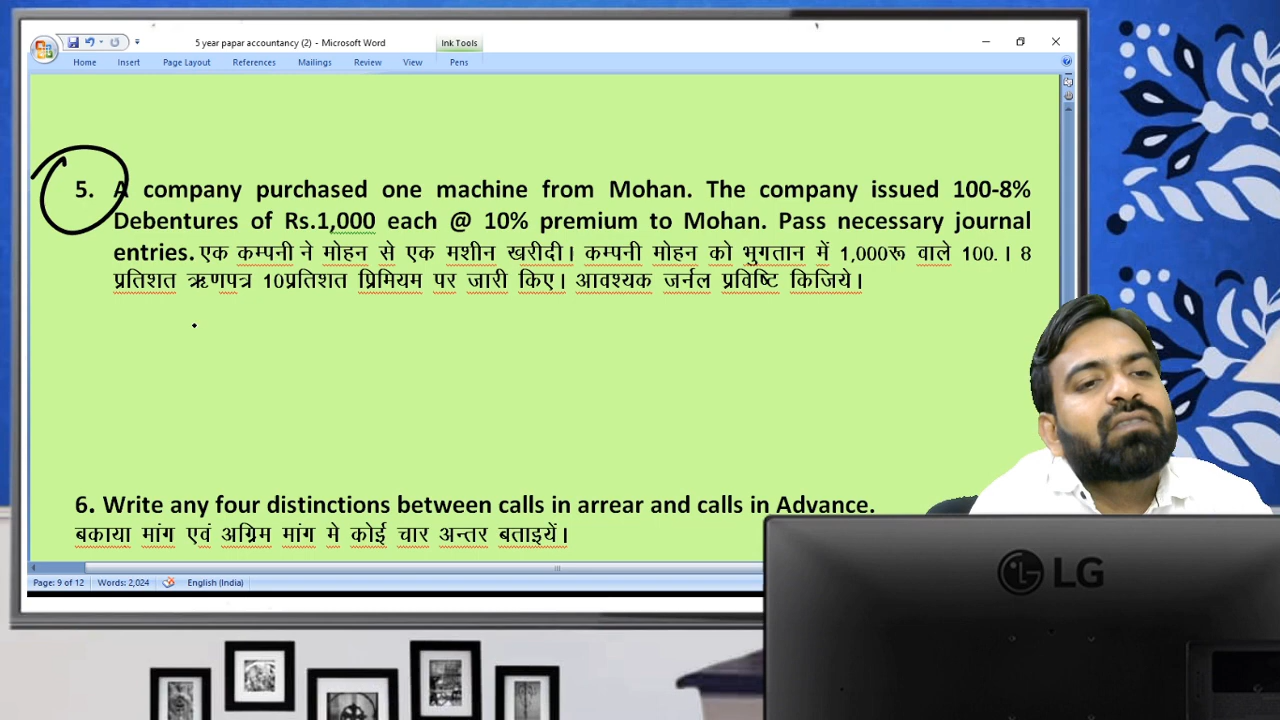 5 year papar accountancy (2) - Microsoft Word
Ink Tools
Home Insert Page Layout References Mailings Review View Pens
5. A company purchased one machine from Mohan. The company issued 100-8%
Debentures of Rs.1,000 each @ 10% premium to Mohan. Pass necessary journal
entries. एक कम्पनी ने मोहन से एक मशीन खरीदी। कम्पनी मोहन को भुगतान में 1,000रू वाले 100. । 8
प्रतिशत ऋणपत्र 10प्रतिशत प्रिमियम पर जारी किए। आवश्यक जर्नल प्रविष्टि किजिये।
6. Write any four distinctions between calls in arrear and calls in Advance.
बकाया मांग एवं अग्रिम मांग मे कोई चार अन्तर बताइयें।
Page: 9 of 12 Words: 2,024 English (India)
LG